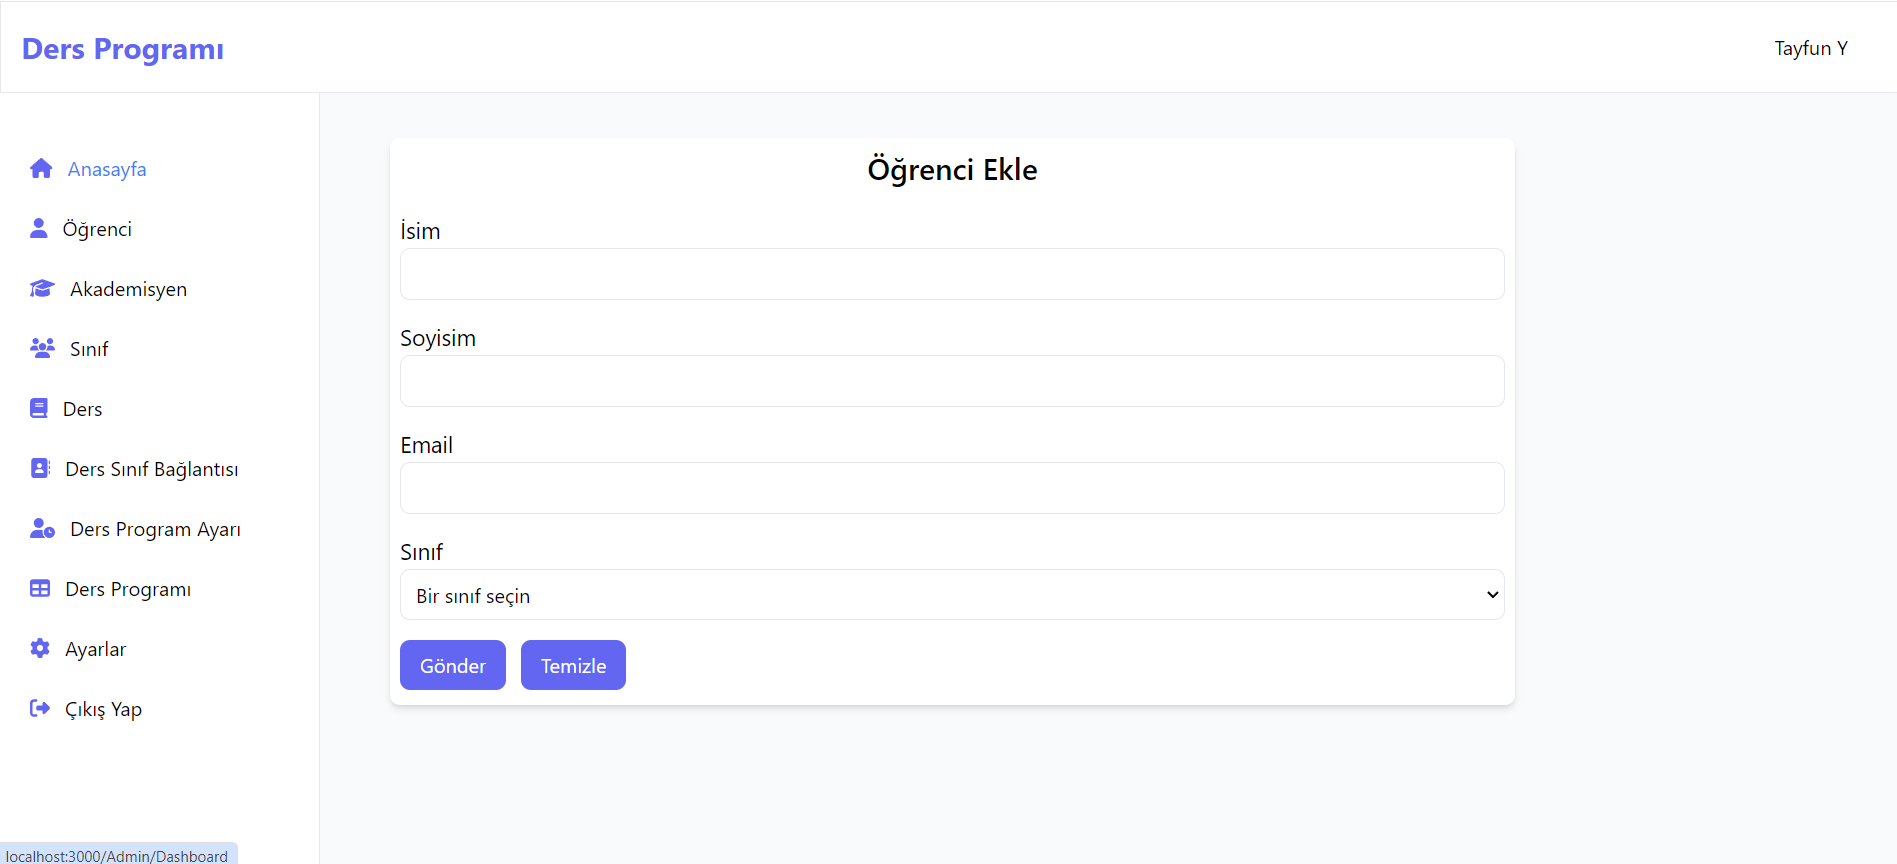 Ders Programı
Tayfun Y
Anasayfa
Öğrenci
Akademisyen
Sınıf
Ders
Ders Sınıf Bağlantısı
Ders Program Ayarı
Ders Programı
Ayarlar
Çıkış Yap
Öğrenci Ekle
İsim
Soyisim
Email
Sınıf
Bir sınıf seçin
Gönder Temizle
localhost:3000/Admin/Dashboard